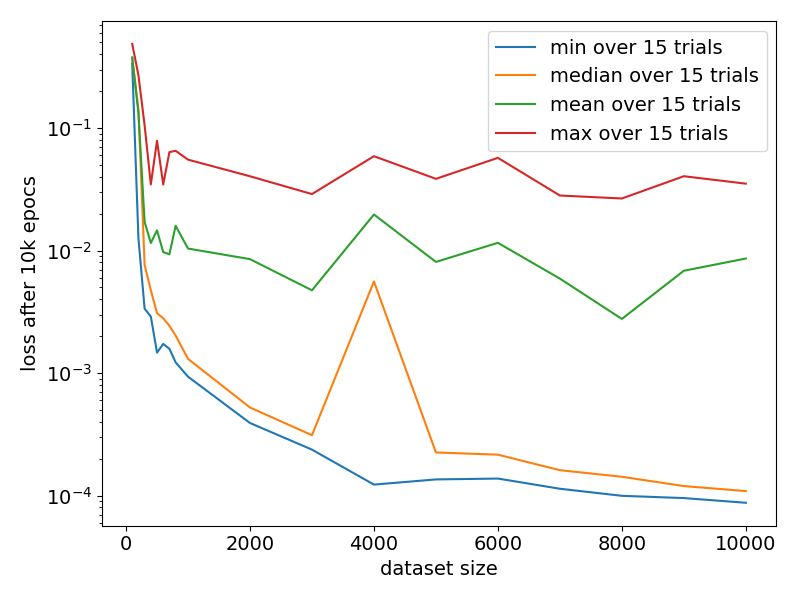 min over 15 trials
median over 15 trials
mean over 15 trials
max over 15 trials
10⁻¹
10⁻²
10⁻³
10⁻⁴
loss after 10k epocs
0 2000 4000 6000 8000 10000
dataset size